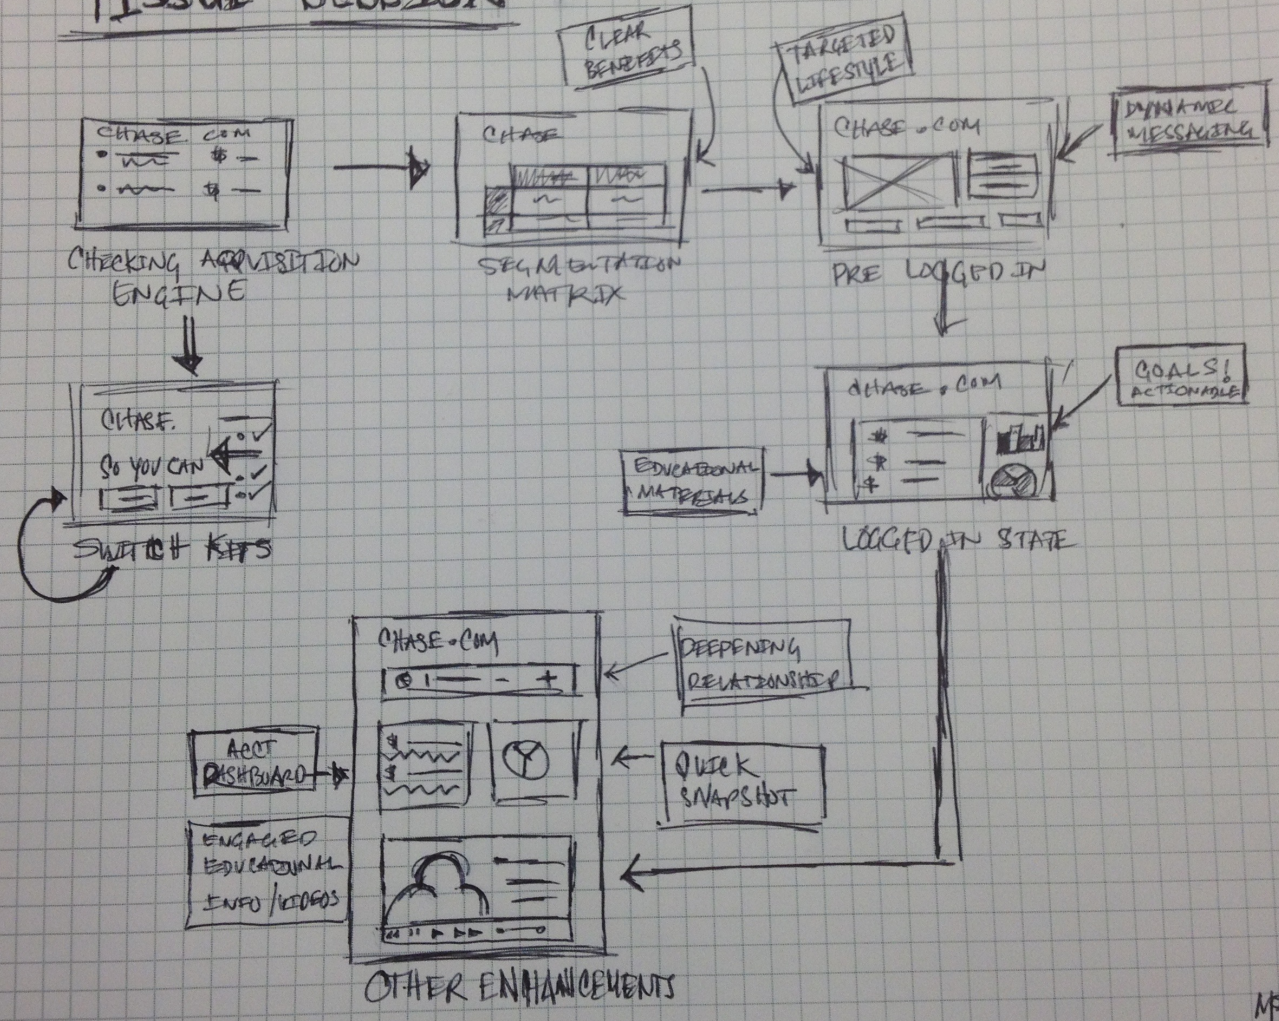 TISSUE SESSION
CLEAR
BENEFITS
TARGETED
LIFESTYLE
DYNAMIC
MESSAGING
CHASE.COM
$
$
CHECKING ACQUISITION
ENGINE
CHASE
SEGMENTATION
MATRIX
CHASE.COM
PRE LOGGED IN
CHASE.
SO YOU CAN
SWITCH KITS
EDUCATIONAL
MATERIALS
CHASE.COM
$
$
$
GOALS!
ACTIONABLE
LOGGED IN STATE
CHASE.COM
$
$
DEEPENING
RELATIONSHIP
ACCT
DASHBOARD
QUICK
SNAPSHOT
ENGAGED
EDUCATIONAL
INFO/VIDEOS
OTHER ENHANCEMENTS